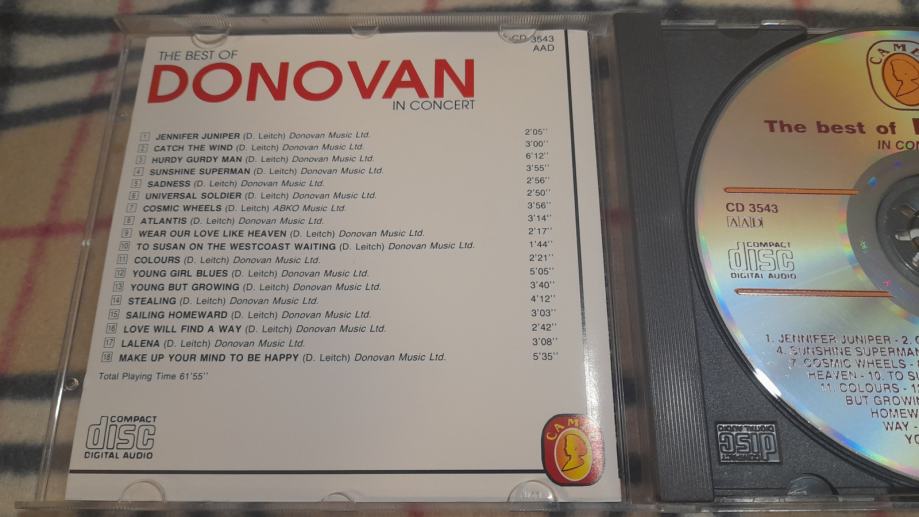 THE BEST OF
DONOVAN
IN CONCERT
CD 3543
AAD
1 JENNIFER JUNIPER (D. Leitch) Donovan Music Ltd. 2'05''
2 CATCH THE WIND (D. Leitch) Donovan Music Ltd. 3'00''
3 HURDY GURDY MAN (D. Leitch) Donovan Music Ltd. 6'12''
4 SUNSHINE SUPERMAN (D. Leitch) Donovan Music Ltd. 3'55''
5 SADNESS (D. Leitch) Donovan Music Ltd. 2'56''
6 UNIVERSAL SOLDIER (D. Leitch) Donovan Music Ltd. 2'50''
7 COSMIC WHEELS (D. Leitch) ABKO Music Ltd. 3'56''
8 ATLANTIS (D. Leitch) Donovan Music Ltd. 3'14''
9 WEAR OUR LOVE LIKE HEAVEN (D. Leitch) Donovan Music Ltd. 2'17''
10 TO SUSAN ON THE WESTCOAST WAITING (D. Leitch) Donovan Music Ltd. 1'44''
11 COLOURS (D. Leitch) Donovan Music Ltd. 2'21''
12 YOUNG GIRL BLUES (D. Leitch) Donovan Music Ltd. 5'05''
13 YOUNG BUT GROWING (D. Leitch) Donovan Music Ltd. 3'40''
14 STEALING (D. Leitch) Donovan Music Ltd. 4'12''
15 SAILING HOMEWARD (D. Leitch) Donovan Music Ltd. 3'03''
16 LOVE WILL FIND A WAY (D. Leitch) Donovan Music Ltd. 2'42''
17 LALENA (D. Leitch) Donovan Music Ltd. 3'08''
18 MAKE UP YOUR MIND TO BE HAPPY (D. Leitch) Donovan Music Ltd. 5'35''
Total Playing Time 61'55''
COMPACT
disc
DIGITAL AUDIO
CAM
CAM
The best of
IN CON
CD 3543
AAD
COMPACT
disc
DIGITAL AUDIO
1. JENNIFER JUNIPER - 2.
4. SUNSHINE SUPERMAN
7. COSMIC WHEELS -
HEAVEN - 10. TO SU
11. COLOURS - 1
BUT GROWIN
HOMEW
WAY -
YO
COMPACT
disc
DIGITAL AUDIO